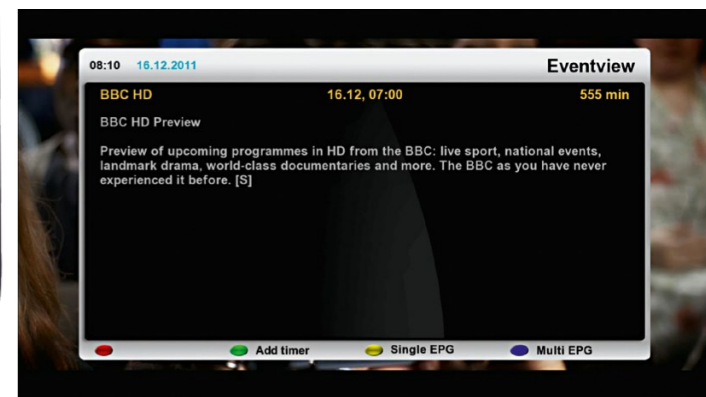 08:10 16.12.2011 Eventview
BBC HD 16.12, 07:00 555 min
BBC HD Preview
Preview of upcoming programmes in HD from the BBC: live sport, national events,
landmark drama, world-class documentaries and more. The BBC as you have never
experienced it before. [S]
Add timer Single EPG Multi EPG